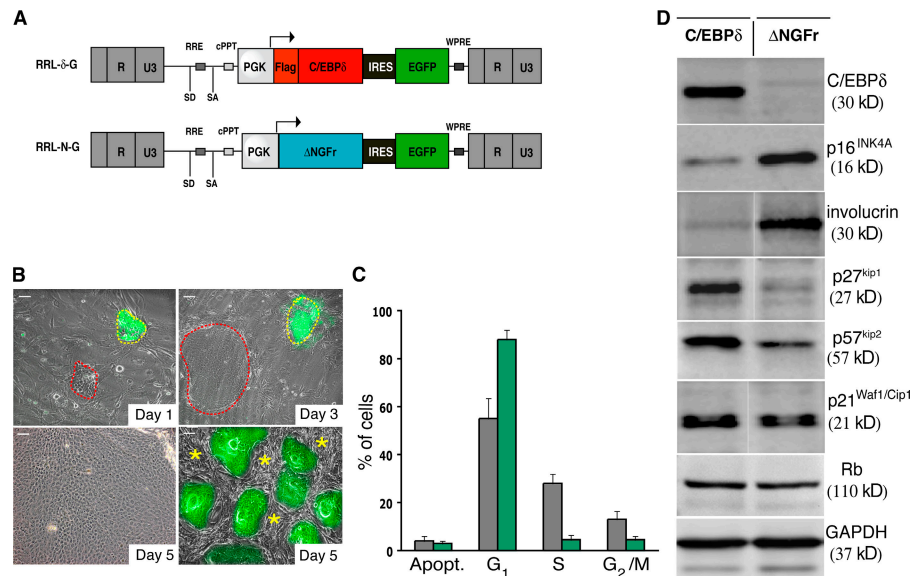 A
RRL-δ-G
R
U3
RRE
cPPT
SD
SA
PGK
Flag
C/EBPδ
IRES
EGFP
WPRE
R
U3
RRL-N-G
R
U3
RRE
cPPT
SD
SA
PGK
ΔNGFr
IRES
EGFP
WPRE
R
U3
B
Day 1
Day 3
Day 5
Day 5
C
% of cells
100
80
60
40
20
0
Apopt.
G1
S
G2/M
D
C/EBPδ
ΔNGFr
C/EBPδ
(30 kD)
p16INK4A
(16 kD)
involucrin
(30 kD)
p27kip1
(27 kD)
p57kip2
(57 kD)
p21Waf1/Cip1
(21 kD)
Rb
(110 kD)
GAPDH
(37 kD)